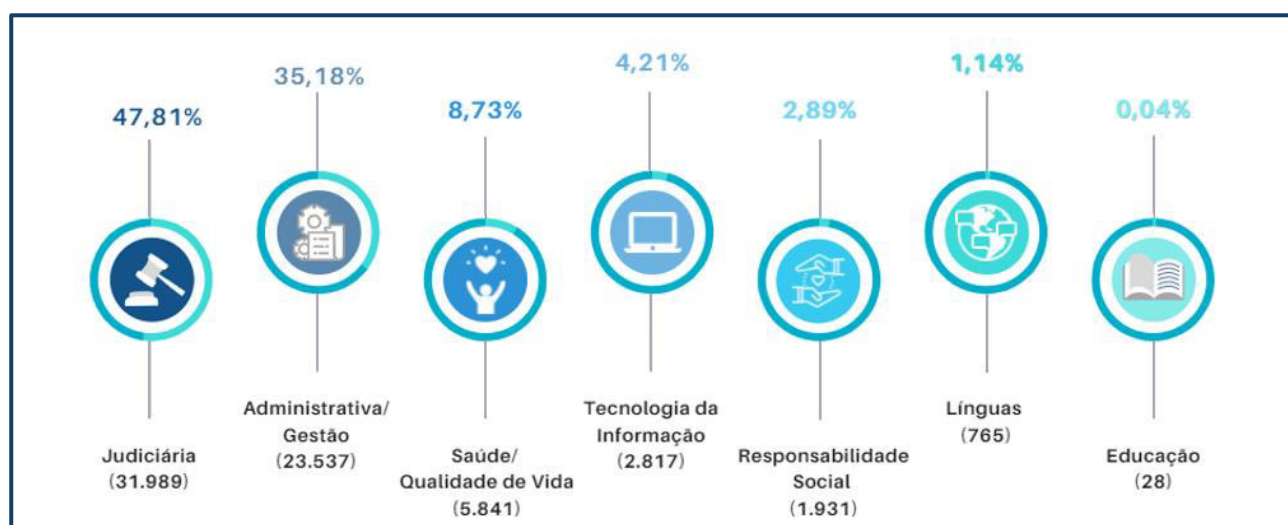 47,81%
Judiciária
(31.989)
35,18%
Administrativa/
Gestão
(23.537)
8,73%
Saúde/
Qualidade de Vida
(5.841)
4,21%
Tecnologia da
Informação
(2.817)
2,89%
Responsabilidade
Social
(1.931)
1,14%
Línguas
(765)
0,04%
Educação
(28)